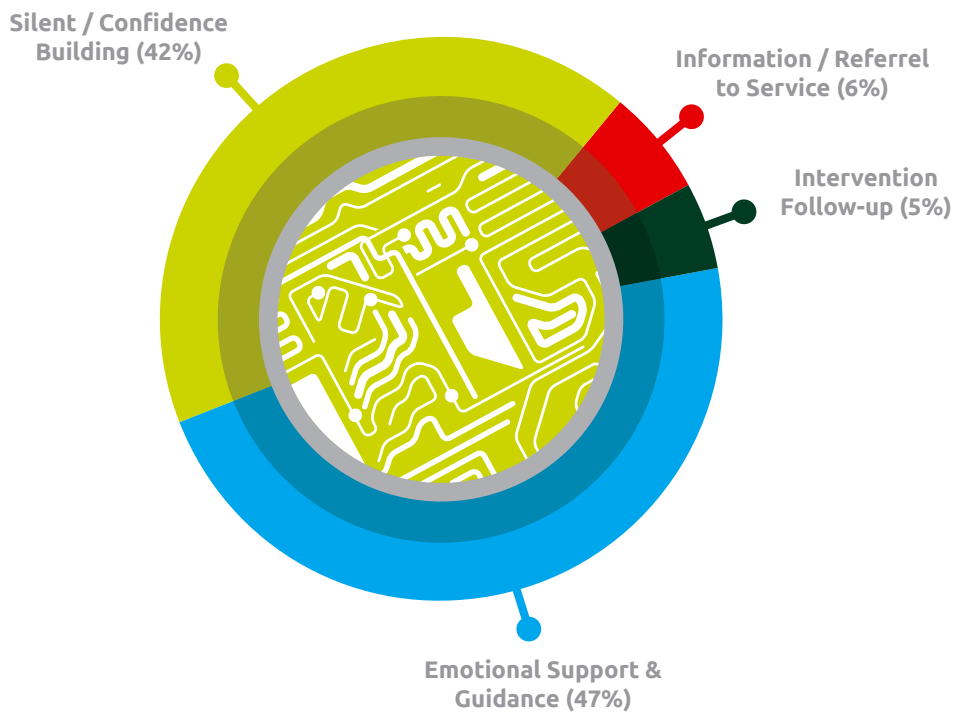 Silent / Confidence
Building (42%)
Information / Referrel
to Service (6%)
Intervention
Follow-up (5%)
Emotional Support &
Guidance (47%)